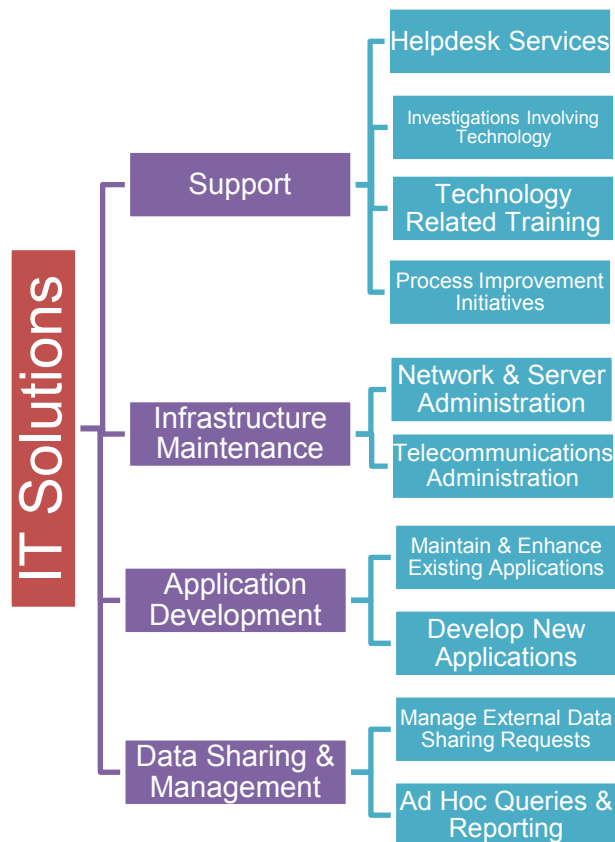 IT Solutions
Support
Helpdesk Services
Investigations Involving
Technology
Technology
Related Training
Process Improvement
Initiatives
Infrastructure
Maintenance
Network & Server
Administration
Telecommunications
Administration
Application
Development
Maintain & Enhance
Existing Applications
Develop New
Applications
Data Sharing &
Management
Manage External Data
Sharing Requests
Ad Hoc Queries &
Reporting